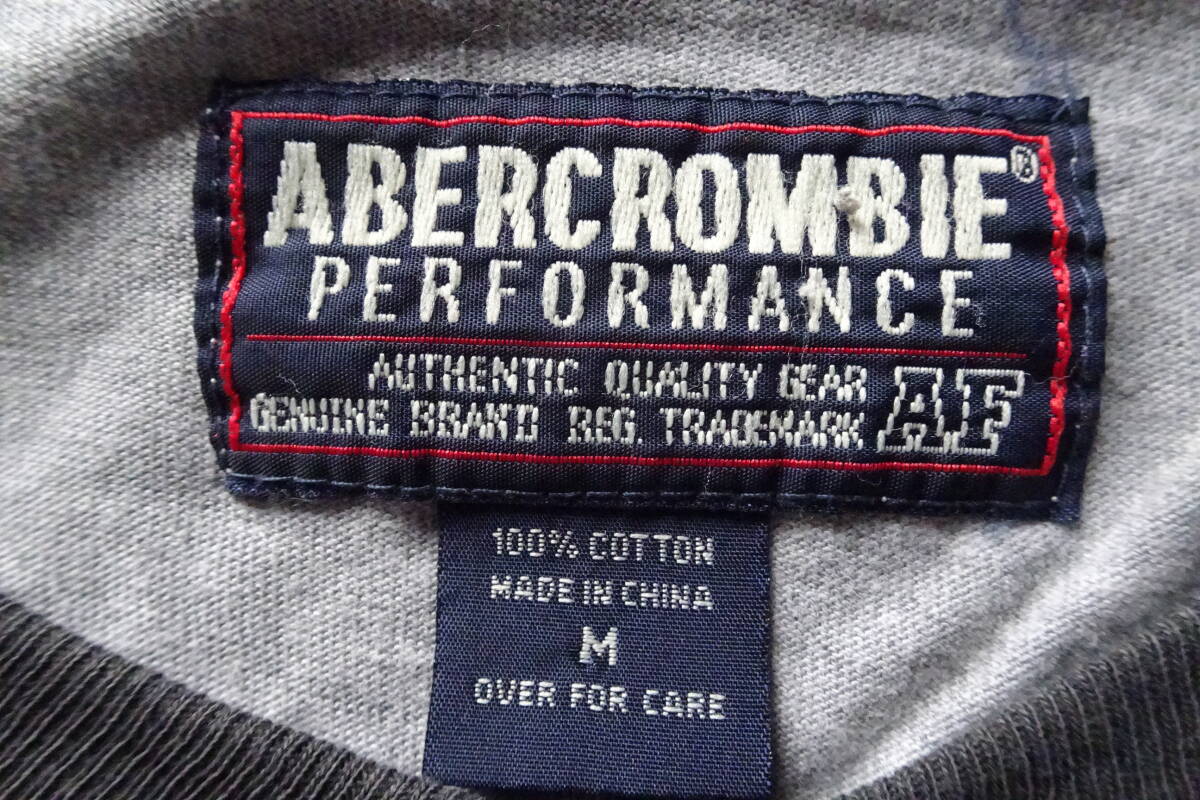 ABERCROMBIE®
PERFORMANCE
AUTHENTIC QUALITY GEAR
GENUINE BRAND REG. TRADEMARK
AF
100% COTTON
MADE IN CHINA
M
OVER FOR CARE